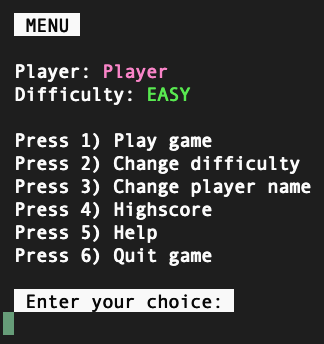 MENU
Player: Player
Difficulty: EASY
Press 1) Play game
Press 2) Change difficulty
Press 3) Change player name
Press 4) Highscore
Press 5) Help
Press 6) Quit game
Enter your choice: